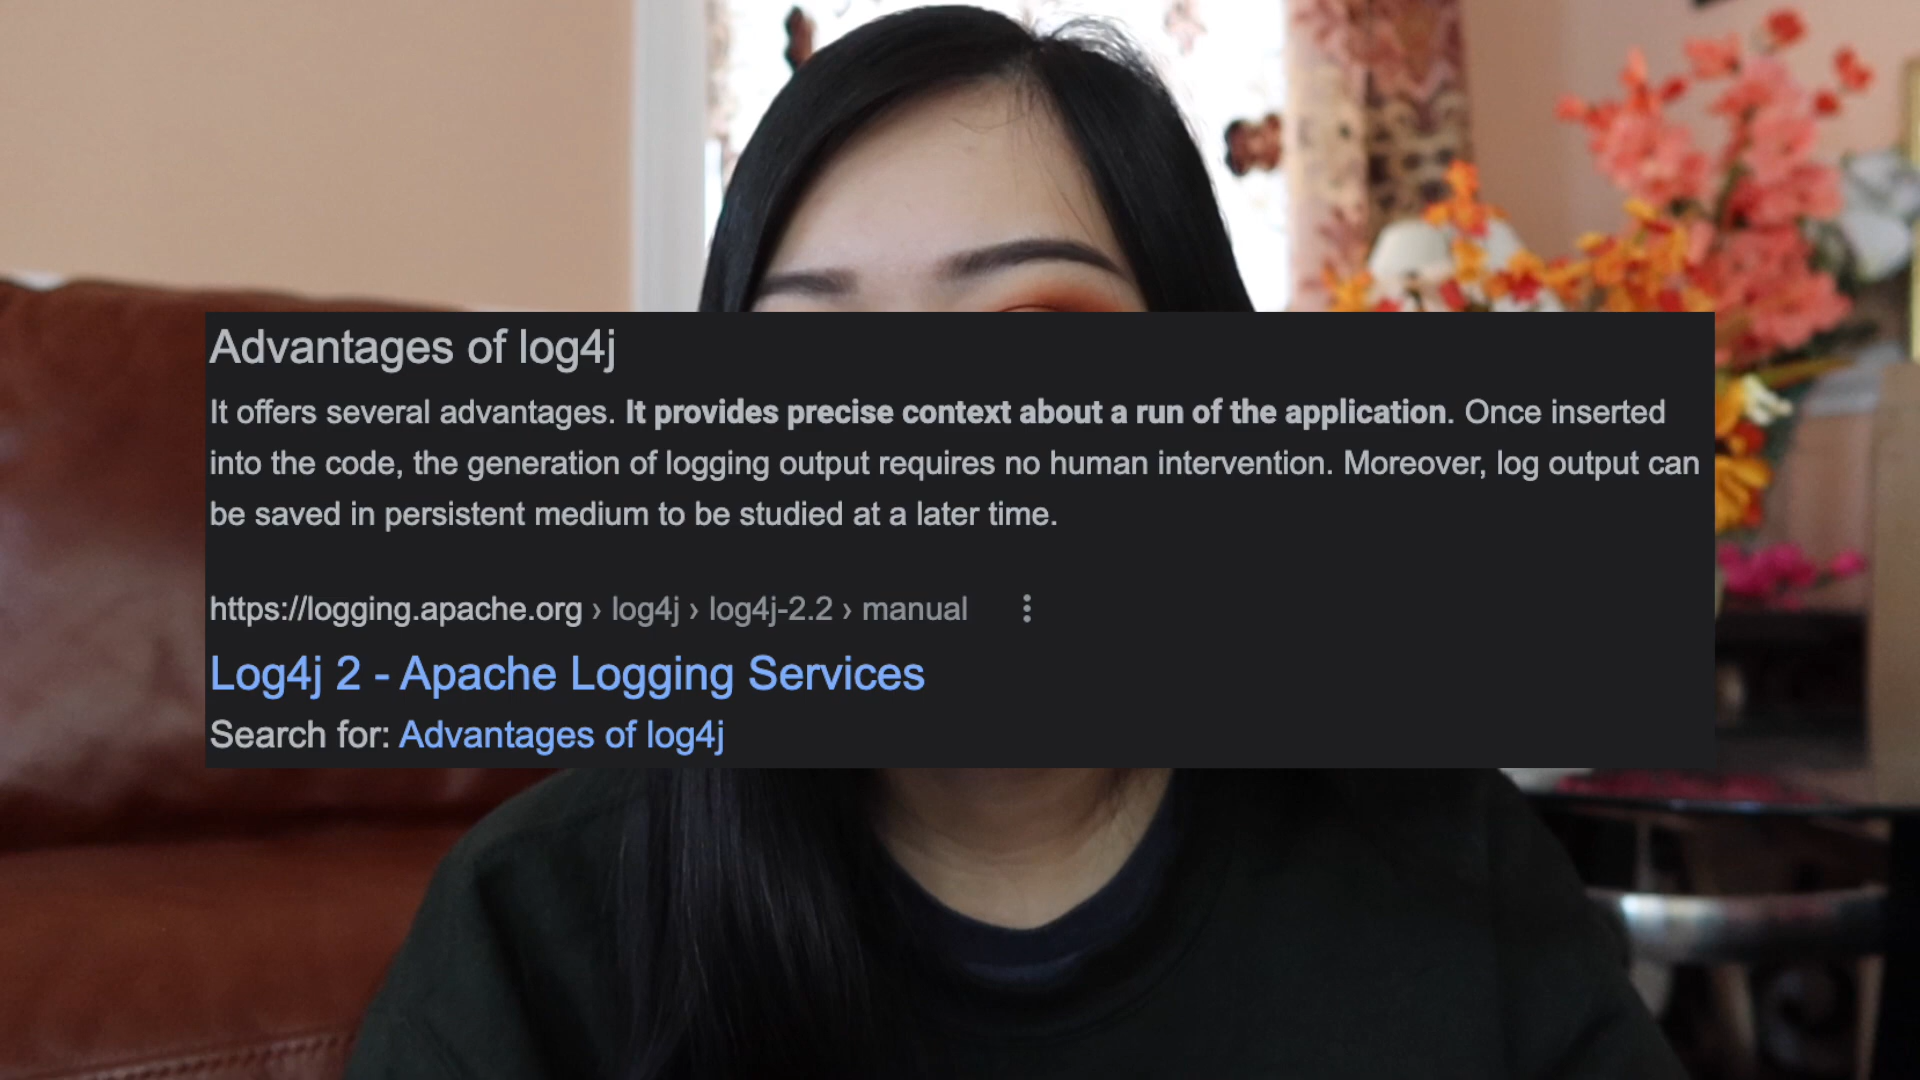 Advantages of log4j
It offers several advantages. It provides precise context about a run of the application. Once inserted
into the code, the generation of logging output requires no human intervention. Moreover, log output can
be saved in persistent medium to be studied at a later time.
https://logging.apache.org › log4j › log4j-2.2 › manual
Log4j 2 - Apache Logging Services
Search for: Advantages of log4j